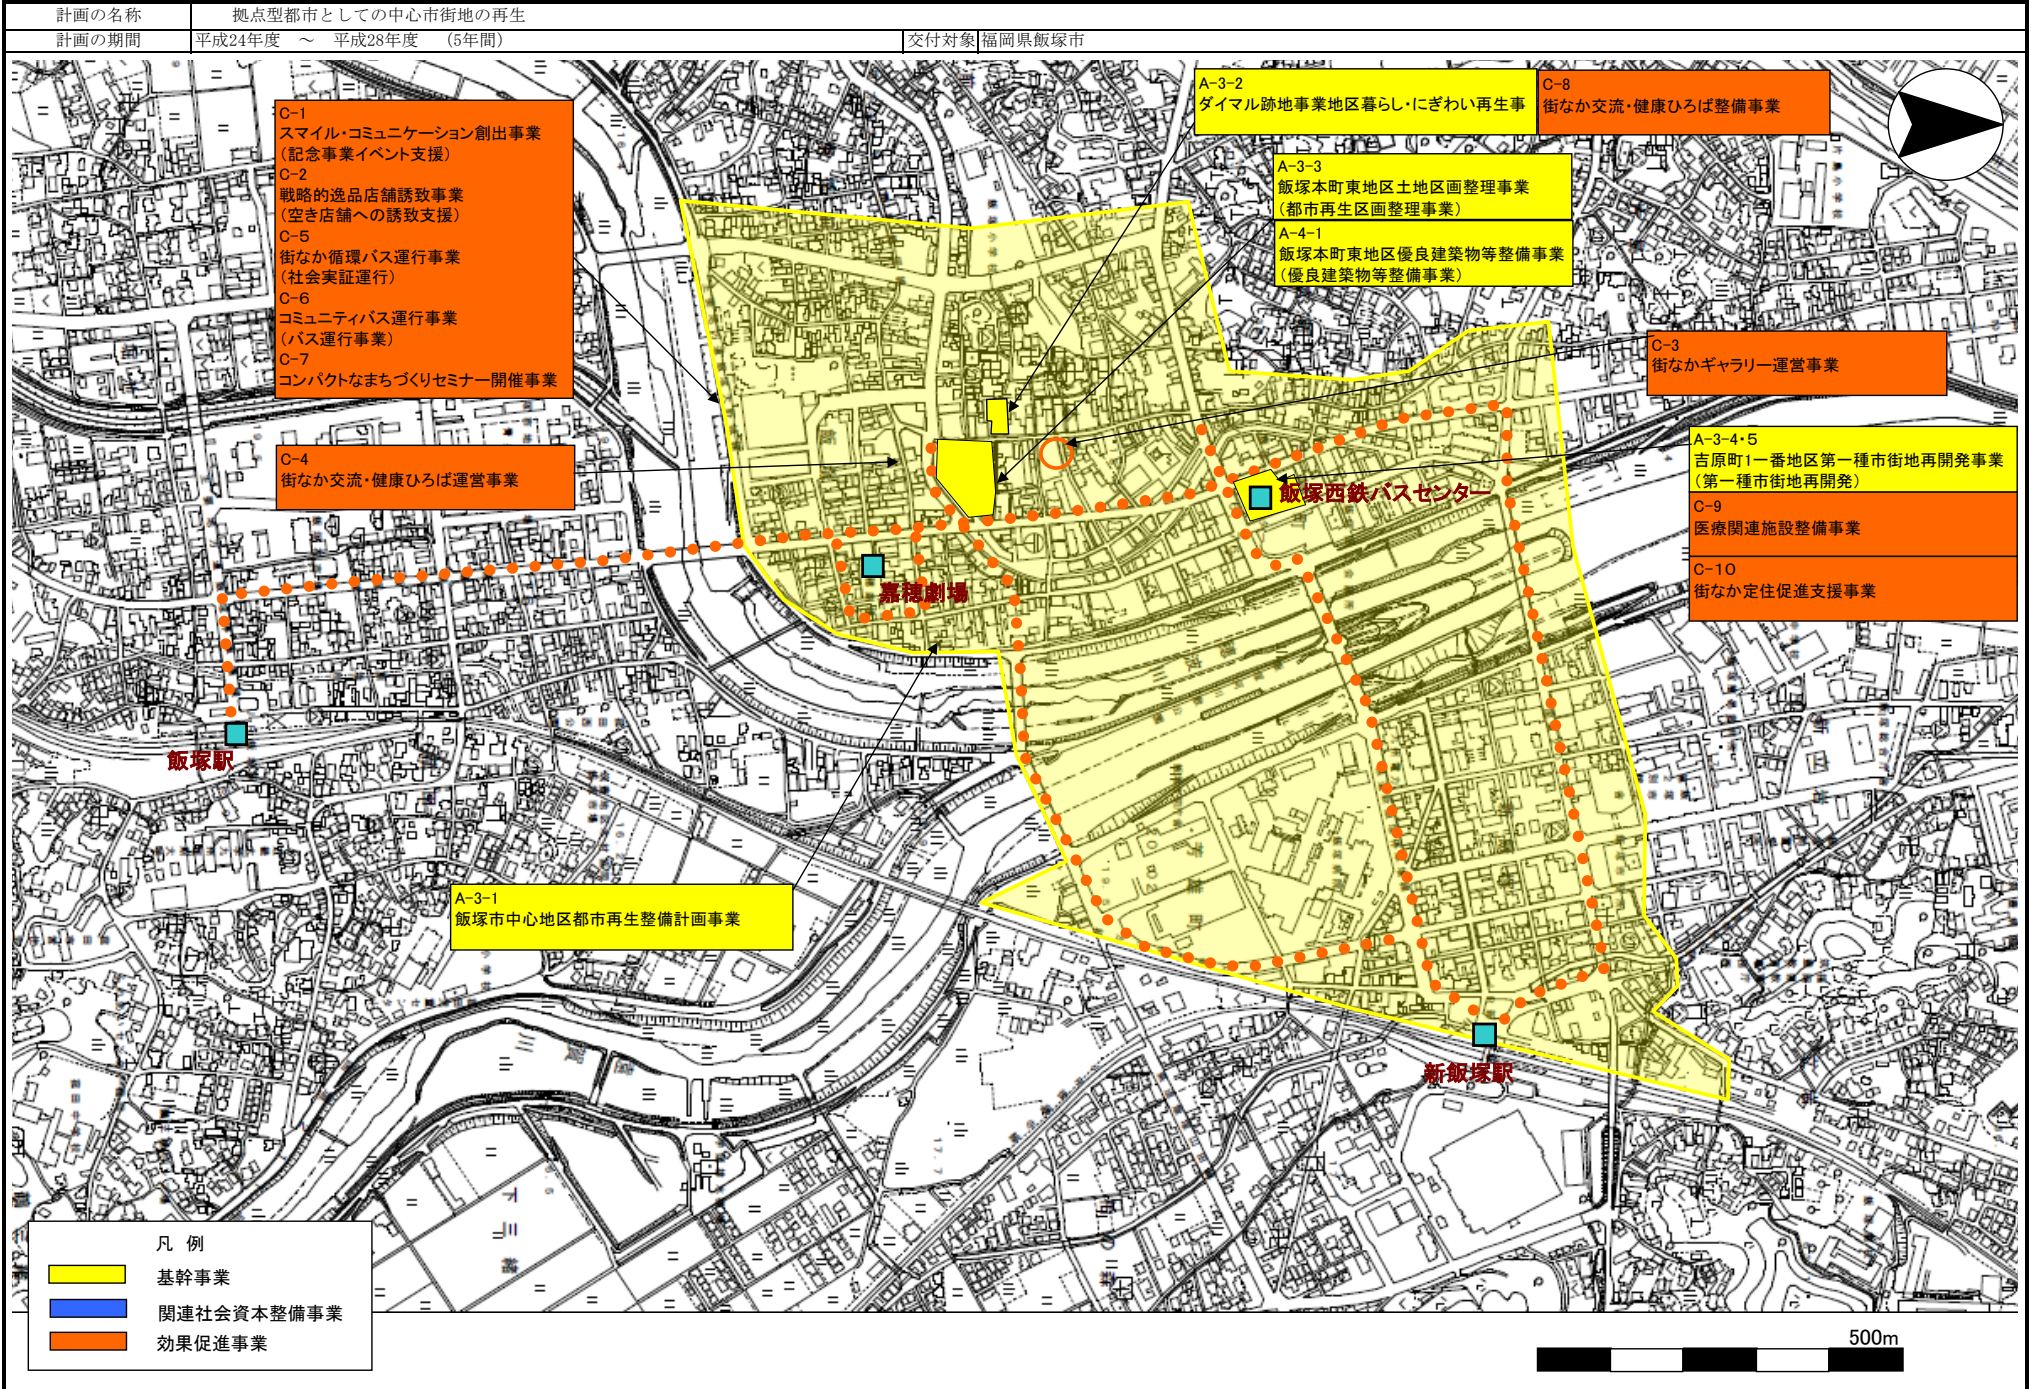 計画の名称
拠点型都市としての中心市街地の再生
計画の期間
平成24年度　～　平成28年度　（5年間）
交付対象
福岡県飯塚市
C-1
スマイル・コミュニケーション創出事業
（記念事業イベント支援）
C-2
戦略的逸品店舗誘致事業
（空き店舗への誘致支援）
C-5
街なか循環バス運行事業
（社会実証運行）
C-6
コミュニティバス運行事業
（バス運行事業）
C-7
コンパクトなまちづくりセミナー開催事業
A-3-2
ダイマル跡地事業地区暮らし・にぎわい再生事
C-8
街なか交流・健康ひろば整備事業
A-3-3
飯塚本町東地区土地区画整理事業
（都市再生区画整理事業）
A-4-1
飯塚本町東地区優良建築物等整備事業
（優良建築物等整備事業）
C-3
街なかギャラリー運営事業
C-4
街なか交流・健康ひろば運営事業
A-3-4・5
吉原町1一番地区第一種市街地再開発事業
（第一種市街地再開発）
C-9
医療関連施設整備事業
C-10
街なか定住促進支援事業
飯塚西鉄バスセンター
嘉穂劇場
飯塚駅
A-3-1
飯塚市中心地区都市再生整備計画事業
新飯塚駅
17.7
下三緒
凡 例
基幹事業
関連社会資本整備事業
効果促進事業
500m